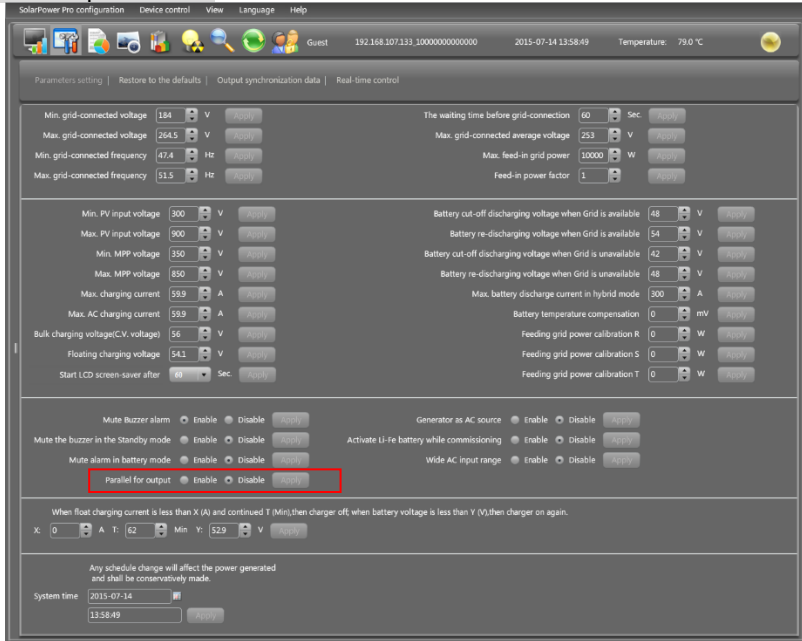 SolarPower Pro configuration Device control View Language Help
Guest 192.168.107.133_10000000000000 2015-07-14 13:58:49 Temperature: 79.0 ℃
Parameters setting | Restore to the defaults | Output synchronization data | Real-time control
Min. grid-connected voltage 184 V Apply The waiting time before grid-connection 60 Sec. Apply
Max. grid-connected voltage 264.5 V Apply Max. grid-connected average voltage 253 V Apply
Min. grid-connected frequency 47.4 Hz Apply Max. feed-in grid power 10000 W Apply
Max. grid-connected frequency 51.5 Hz Apply Feed-in power factor 1 Apply
Min. PV input voltage 300 V Apply Battery cut-off discharging voltage when Grid is available 48 V Apply
Max. PV input voltage 900 V Apply Battery re-discharging voltage when Grid is available 54 V Apply
Min. MPP voltage 350 V Apply Battery cut-off discharging voltage when Grid is unavailable 42 V Apply
Max. MPP voltage 850 V Apply Battery re-discharging voltage when Grid is unavailable 48 V Apply
Max. charging current 59.9 A Apply Max. battery discharge current in hybrid mode 300 A Apply
Max. AC charging current 59.9 A Apply Battery temperature compensation 0 mV Apply
Bulk charging voltage(C.V. voltage) 56 V Apply Feeding grid power calibration R 0 W Apply
Floating charging voltage 54.1 V Apply Feeding grid power calibration S 0 W Apply
Start LCD screen-saver after 60 Sec. Apply Feeding grid power calibration T 0 W Apply
Mute Buzzer alarm Enable Disable Apply Generator as AC source Enable Disable Apply
Mute the buzzer in the Standby mode Enable Disable Apply Activate Li-Fe battery while commissioning Enable Disable Apply
Mute alarm in battery mode Enable Disable Apply Wide AC input range Enable Disable Apply
Parallel for output Enable Disable Apply
When float charging current is less than X (A) and continued T (Min),then charger off, when battery voltage is less than Y (V),then charger on again.
X: 0 A T: 62 Min Y: 52.9 V Apply
Any schedule change will affect the power generated
and shall be conservatively made.
System time 2015-07-14
13:58:49 Apply